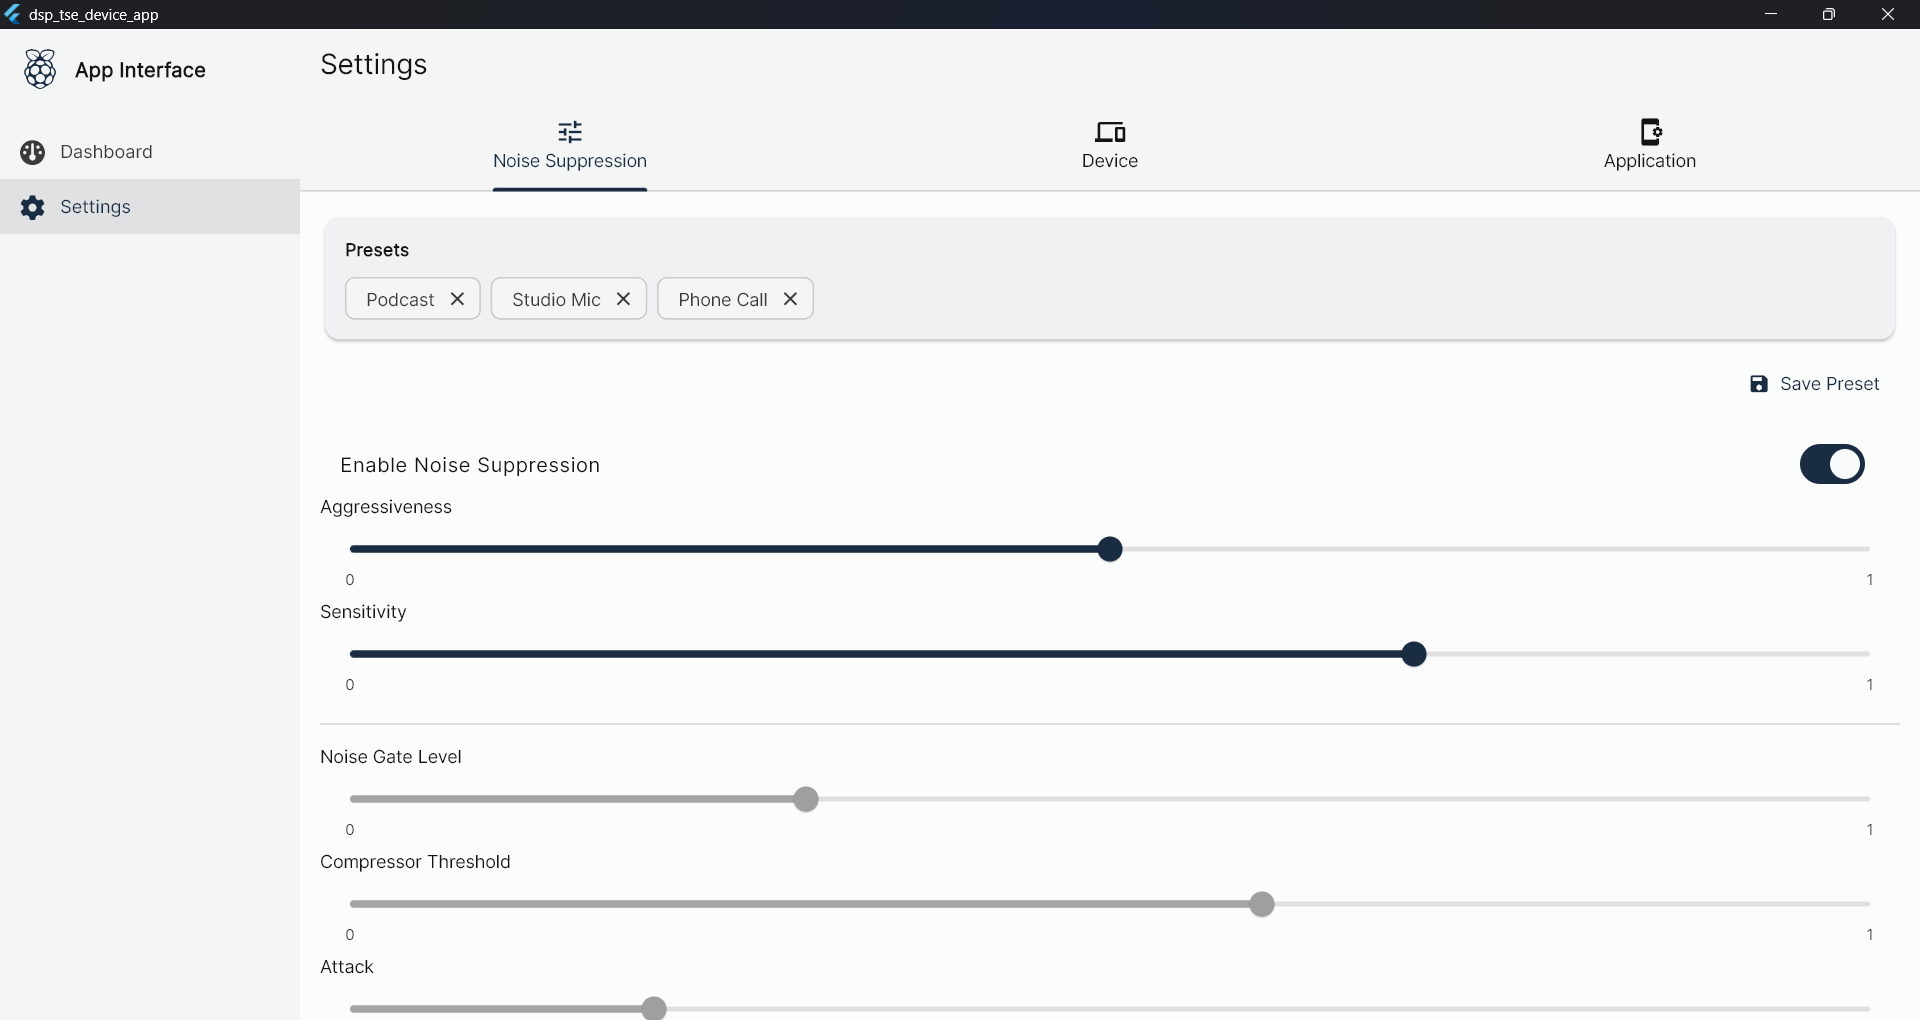 dsp_tse_device_app
App Interface
Settings
Dashboard
Settings
Noise Suppression
Device
Application
Presets
Podcast
Studio Mic
Phone Call
Save Preset
Enable Noise Suppression
Aggressiveness
0 1
Sensitivity
0 1
Noise Gate Level
0 1
Compressor Threshold
0 1
Attack